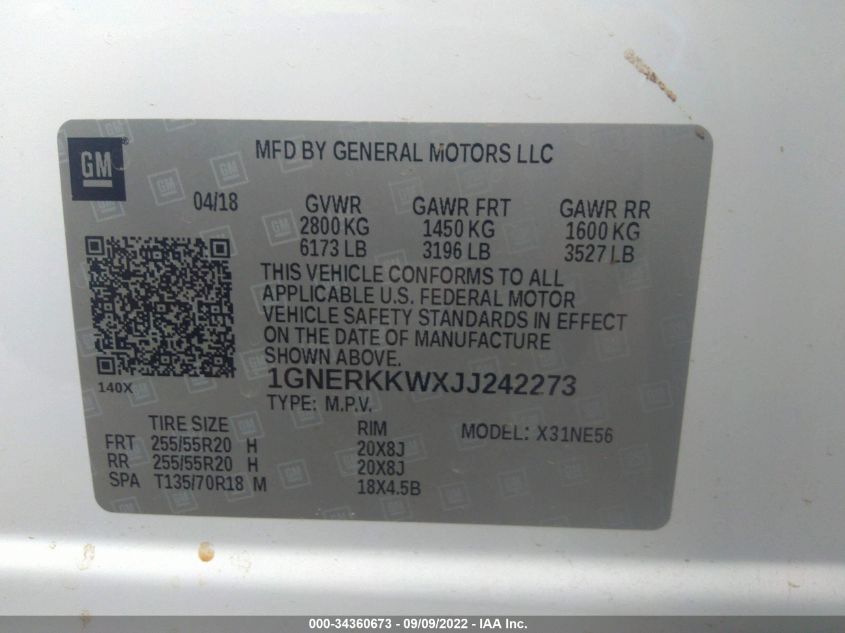 GM
MFD BY GENERAL MOTORS LLC
04/18 GVWR GAWR FRT GAWR RR
2800 KG 1450 KG 1600 KG
6173 LB 3196 LB 3527 LB
THIS VEHICLE CONFORMS TO ALL
APPLICABLE U.S. FEDERAL MOTOR
VEHICLE SAFETY STANDARDS IN EFFECT
ON THE DATE OF MANUFACTURE
SHOWN ABOVE.
140X
1GNERKKWXJJ242273
TYPE: M.P.V.
TIRE SIZE RIM MODEL: X31NE56
FRT 255/55R20 H 20X8J
RR 255/55R20 H 20X8J
SPA T135/70R18 M 18X4.5B
000-34360673 - 09/09/2022 - IAA Inc.